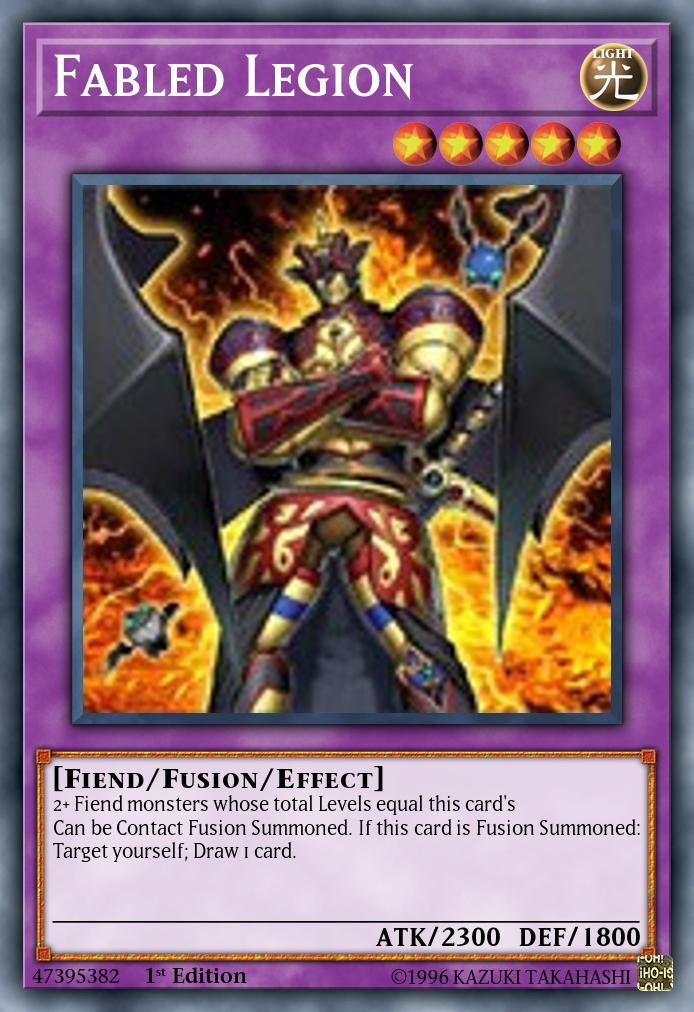 Fabled Legion
LIGHT
光
[Fiend/Fusion/Effect]
2+ Fiend monsters whose total Levels equal this card's
Can be Contact Fusion Summoned. If this card is Fusion Summoned:
Target yourself; Draw 1 card.
ATK/2300 DEF/1800
47395382 1st Edition ©1996 KAZUKI TAKAHASHI